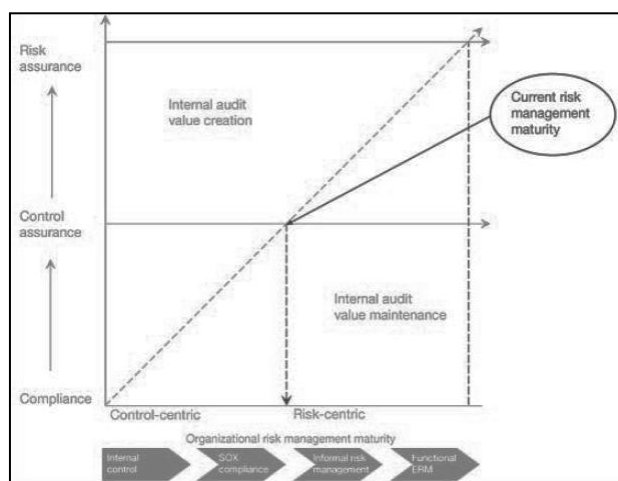 Risk
assurance
Internal audit
value creation
Current risk
management
maturity
Control
assurance
Internal audit
value maintenance
Compliance
Control-centric
Risk-centric
Organizational risk management maturity
Internal
control
SOX
compliance
Informal risk
management
Functional
ERM